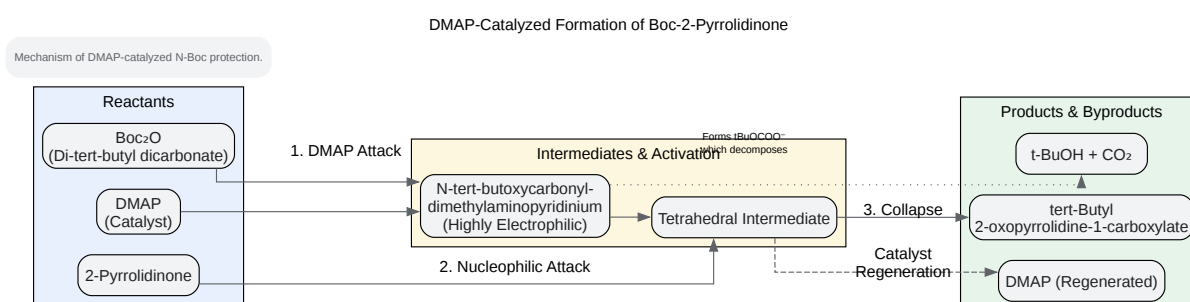 DMAP-Catalyzed Formation of Boc-2-Pyrrolidinone
Mechanism of DMAP-catalyzed N-Boc protection.
Reactants
Boc₂O
(Di-tert-butyl dicarbonate)
DMAP
(Catalyst)
2-Pyrrolidinone
1. DMAP Attack
2. Nucleophilic Attack
Forms tBuOCOO⁻
which decomposes
Intermediates & Activation
N-tert-butoxycarbonyl-
dimethylaminopyridinium
(Highly Electrophilic)
Tetrahedral Intermediate
3. Collapse
Catalyst
Regeneration
Products & Byproducts
t-BuOH + CO₂
tert-Butyl
2-oxopyrrolidine-1-carboxylate
DMAP (Regenerated)